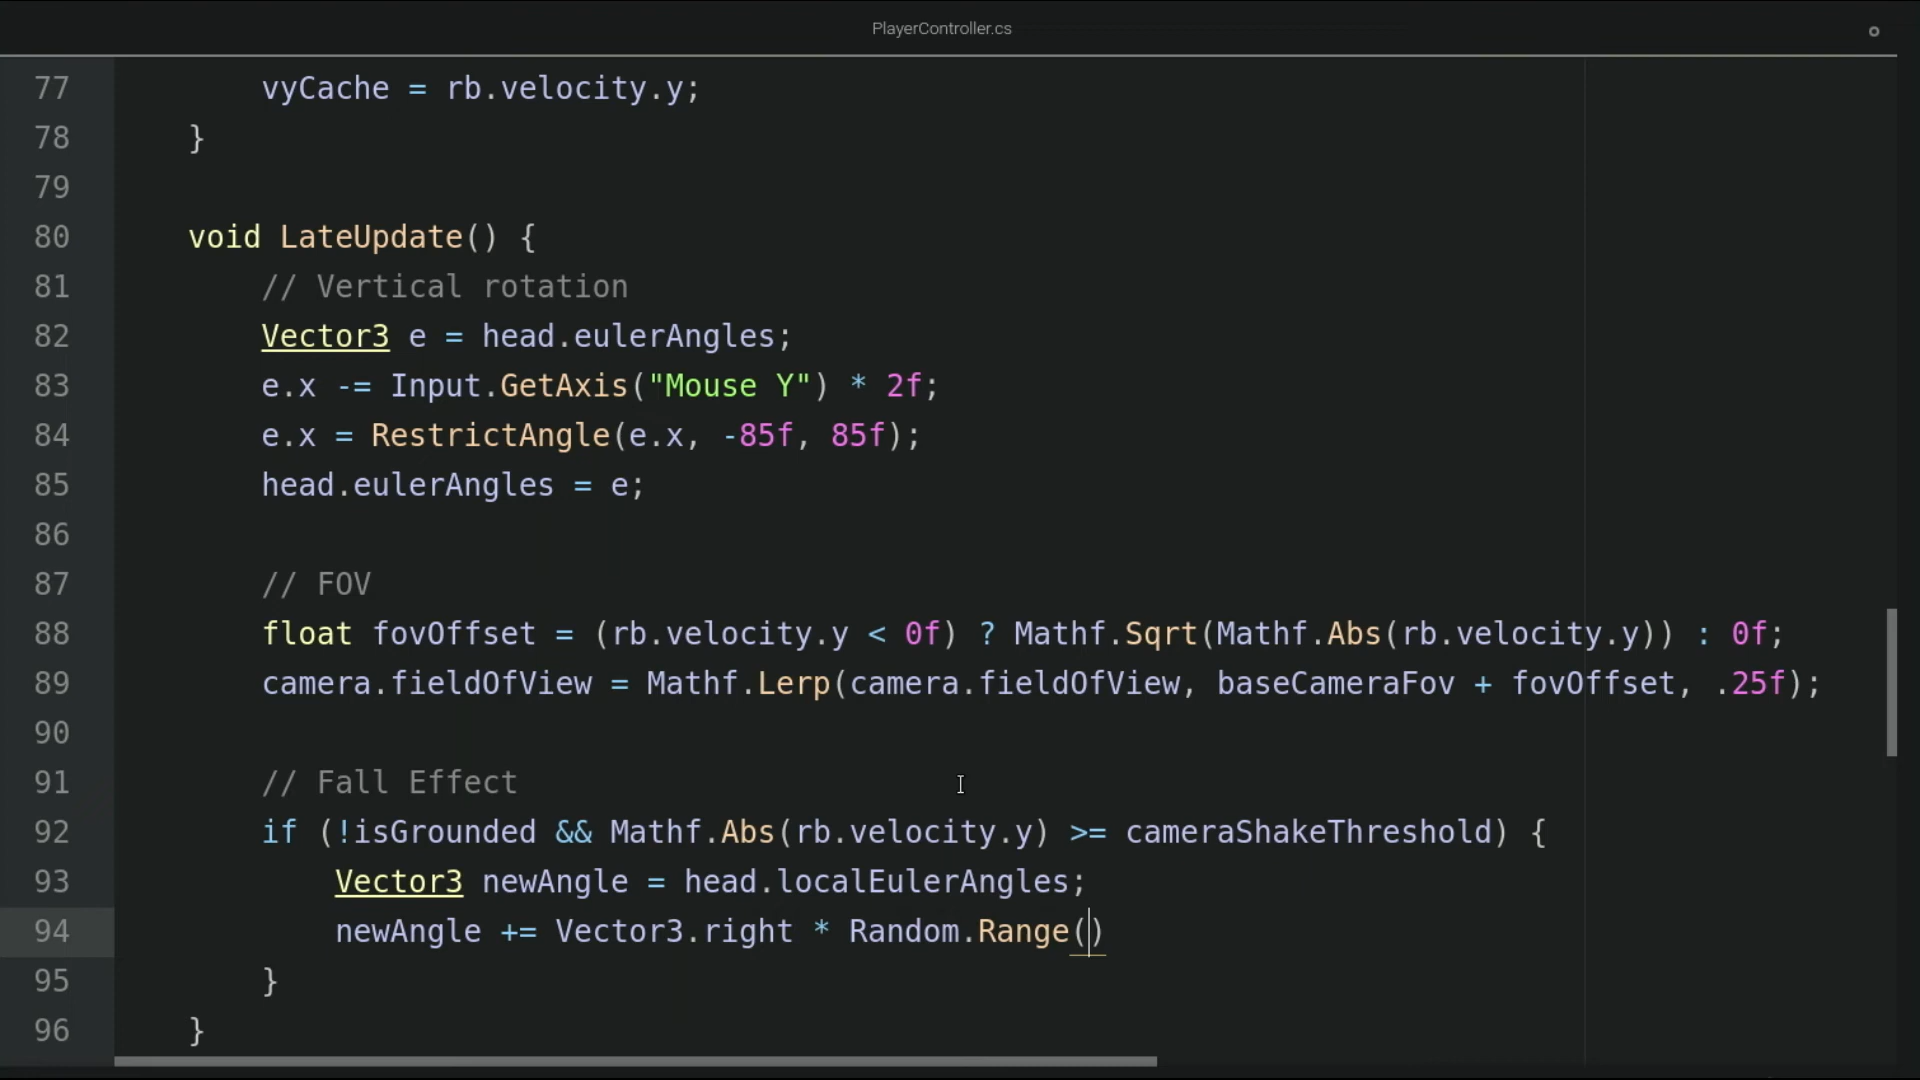 PlayerController.cs
77 vyCache = rb.velocity.y;
78 }
79
80 void LateUpdate() {
81 // Vertical rotation
82 Vector3 e = head.eulerAngles;
83 e.x -= Input.GetAxis("Mouse Y") * 2f;
84 e.x = RestrictAngle(e.x, -85f, 85f);
85 head.eulerAngles = e;
86
87 // FOV
88 float fovOffset = (rb.velocity.y < 0f) ? Mathf.Sqrt(Mathf.Abs(rb.velocity.y)) : 0f;
89 camera.fieldOfView = Mathf.Lerp(camera.fieldOfView, baseCameraFov + fovOffset, .25f);
90
91 // Fall Effect
92 if (!isGrounded && Mathf.Abs(rb.velocity.y) >= cameraShakeThreshold) {
93 Vector3 newAngle = head.localEulerAngles;
94 newAngle += Vector3.right * Random.Range()
95 }
96 }